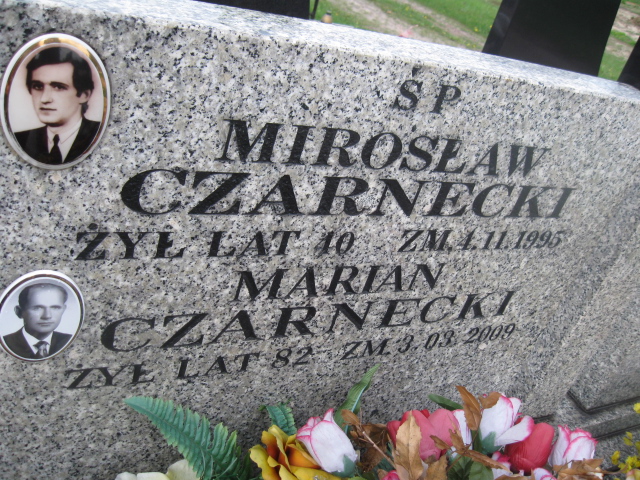 ŚP
MIROSŁAW
CZARNECKI
ŻYŁ LAT 40 ZM. 4.11.1995
MARIAN
CZARNECKI
ŻYŁ LAT 82 ZM. 3.03.2009